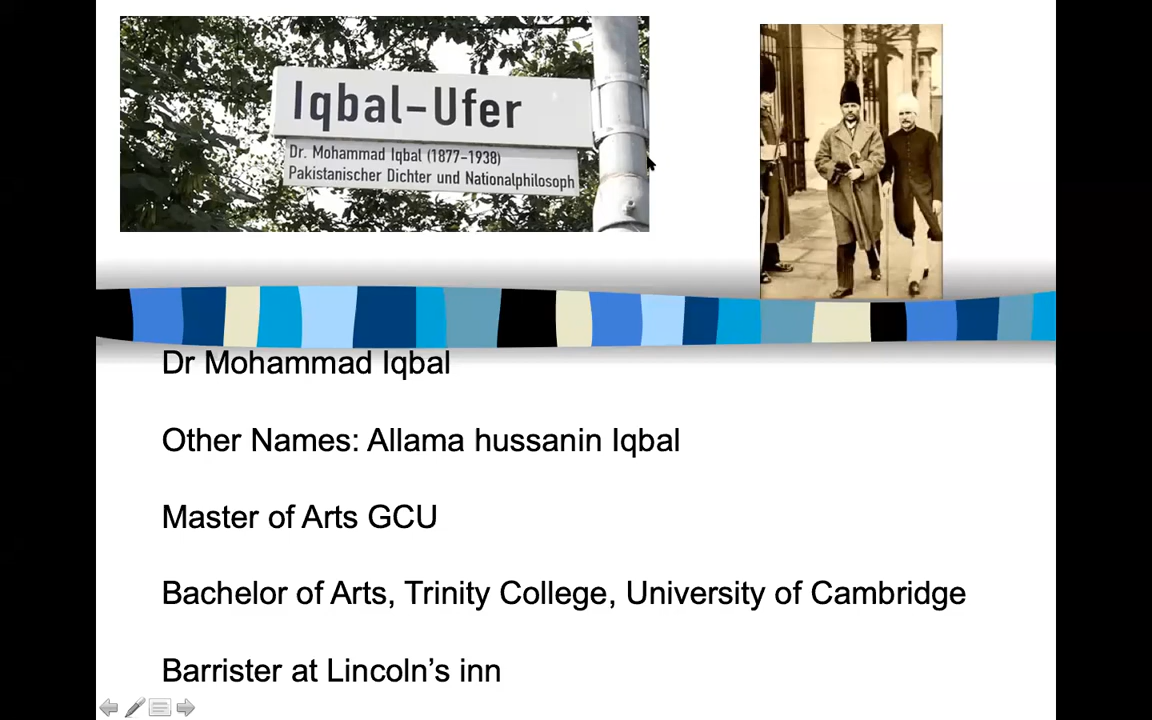 Iqbal-Ufer
Dr. Mohammad Iqbal (1877-1938)
Pakistanischer Dichter und Nationalphilosoph
Dr Mohammad Iqbal
Other Names: Allama hussanin Iqbal
Master of Arts GCU
Bachelor of Arts, Trinity College, University of Cambridge
Barrister at Lincoln’s inn